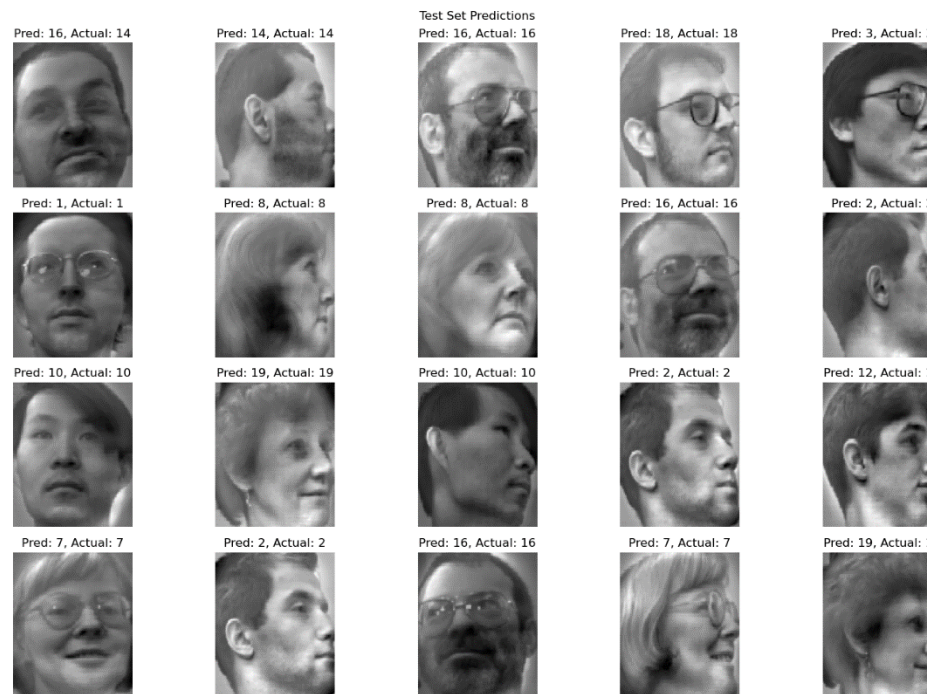 Test Set Predictions
Pred: 16, Actual: 14 Pred: 14, Actual: 14 Pred: 16, Actual: 16 Pred: 18, Actual: 18 Pred: 3, Actual:
Pred: 1, Actual: 1 Pred: 8, Actual: 8 Pred: 8, Actual: 8 Pred: 16, Actual: 16 Pred: 2, Actual:
Pred: 10, Actual: 10 Pred: 19, Actual: 19 Pred: 10, Actual: 10 Pred: 2, Actual: 2 Pred: 12, Actual:
Pred: 7, Actual: 7 Pred: 2, Actual: 2 Pred: 16, Actual: 16 Pred: 7, Actual: 7 Pred: 19, Actual: